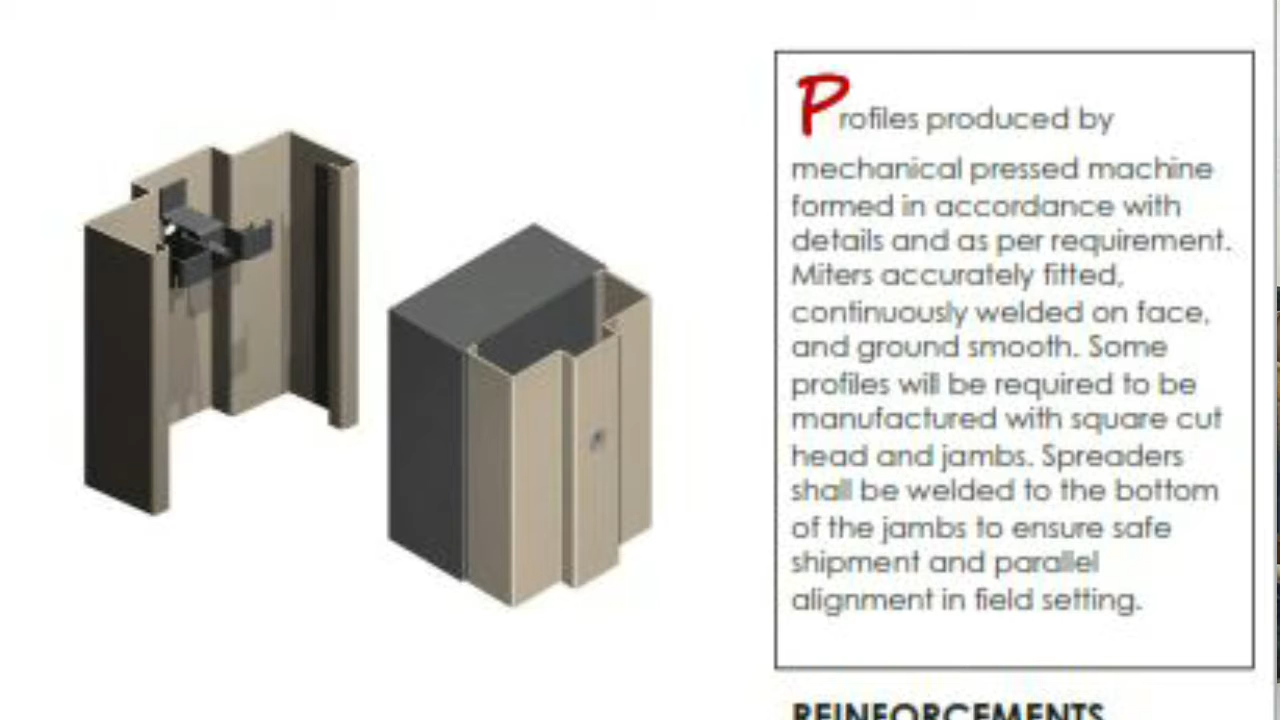 Profiles produced by
mechanical pressed machine
formed in accordance with
details and as per requirement.
Miters accurately fitted,
continuously welded on face,
and ground smooth. Some
profiles will be required to be
manufactured with square cut
head and jambs. Spreaders
shall be welded to the bottom
of the jambs to ensure safe
shipment and parallel
alignment in field setting.
REINFORCEMENTS